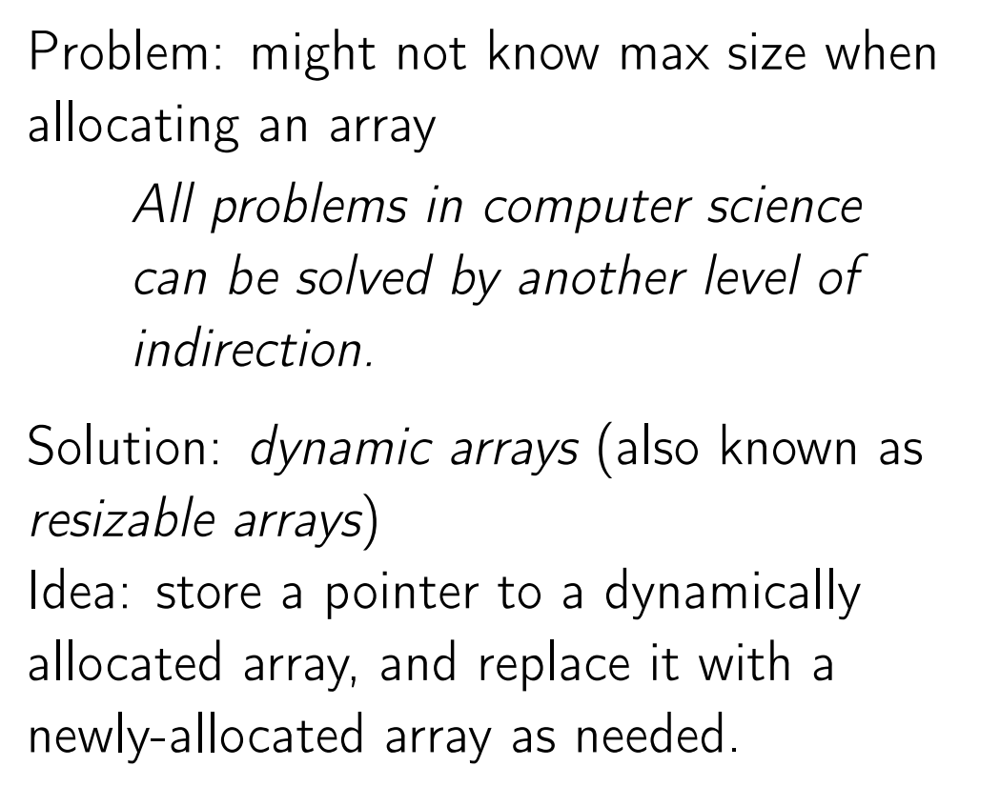 Problem: might not know max size when
allocating an array
All problems in computer science
can be solved by another level of
indirection.
Solution: dynamic arrays (also known as
resizable arrays)
Idea: store a pointer to a dynamically
allocated array, and replace it with a
newly-allocated array as needed.